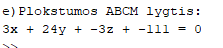 e)Plokstumos ABCM lygtis:
3x + 24y + -3z + -111 = 0
>>